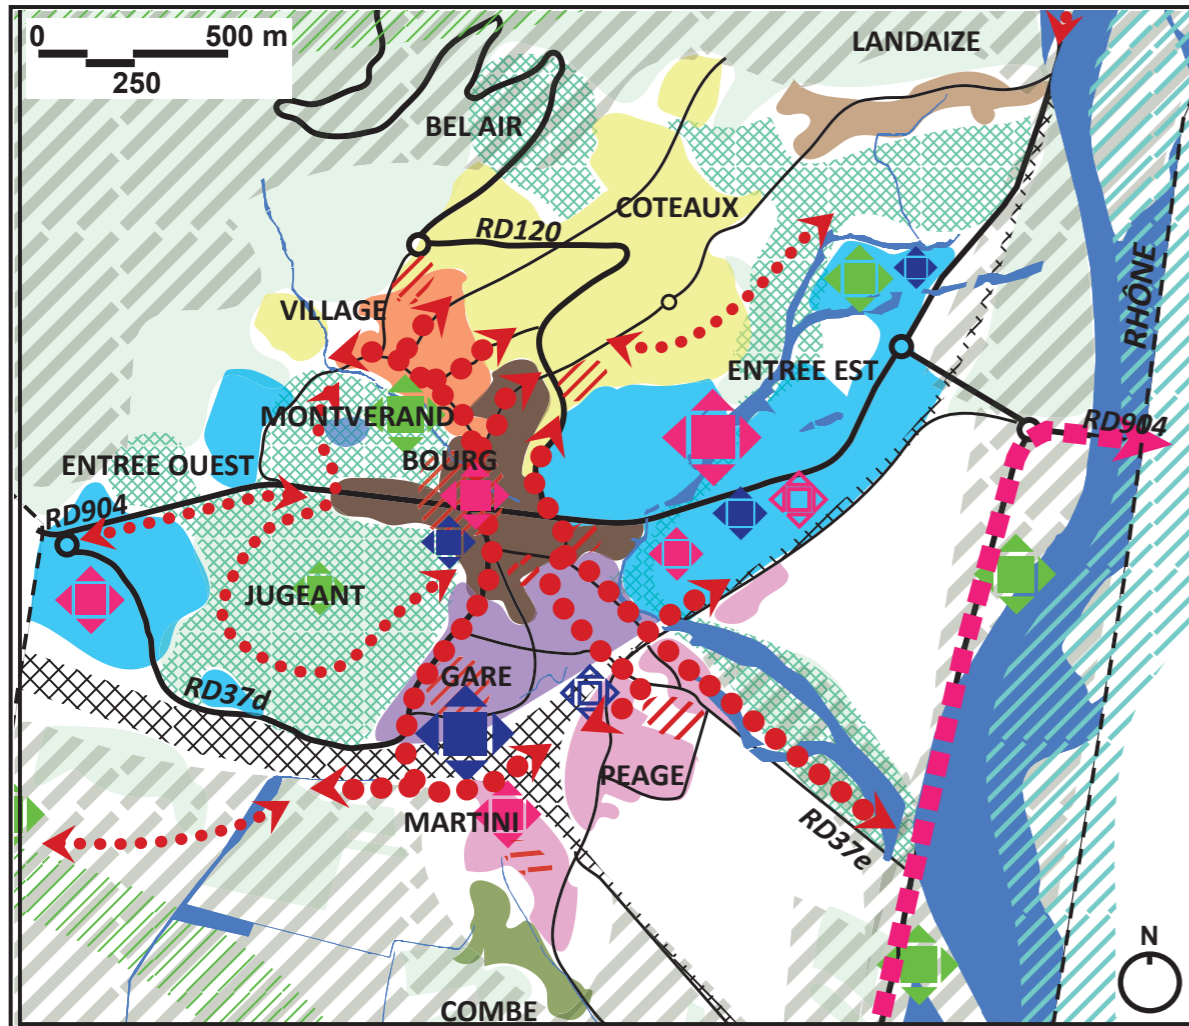 0 500 m
250
LANDAIZE
BEL AIR
COTEAUX
RD120
RHÔNE
VILLAGE
ENTREE EST
MONTVERAND
RD904
BOURG
ENTREE OUEST
RD904
JUGEANT
GARE
RD37d
PEAGE
MARTINI
RD37e
N
COMBE